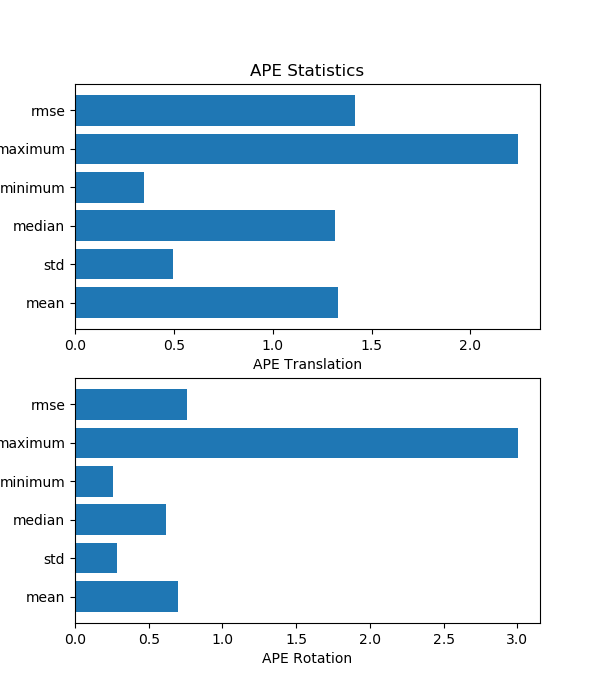 APE Statistics
rmse
maximum
minimum
median
std
mean
0.0 0.5 1.0 1.5 2.0
APE Translation
rmse
maximum
minimum
median
std
mean
0.0 0.5 1.0 1.5 2.0 2.5 3.0
APE Rotation